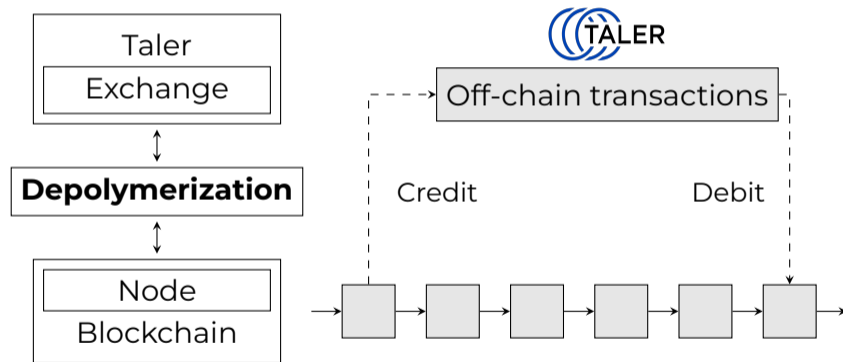 Taler
Exchange
Depolymerization
Node
Blockchain
TALER
Off-chain transactions
Credit
Debit